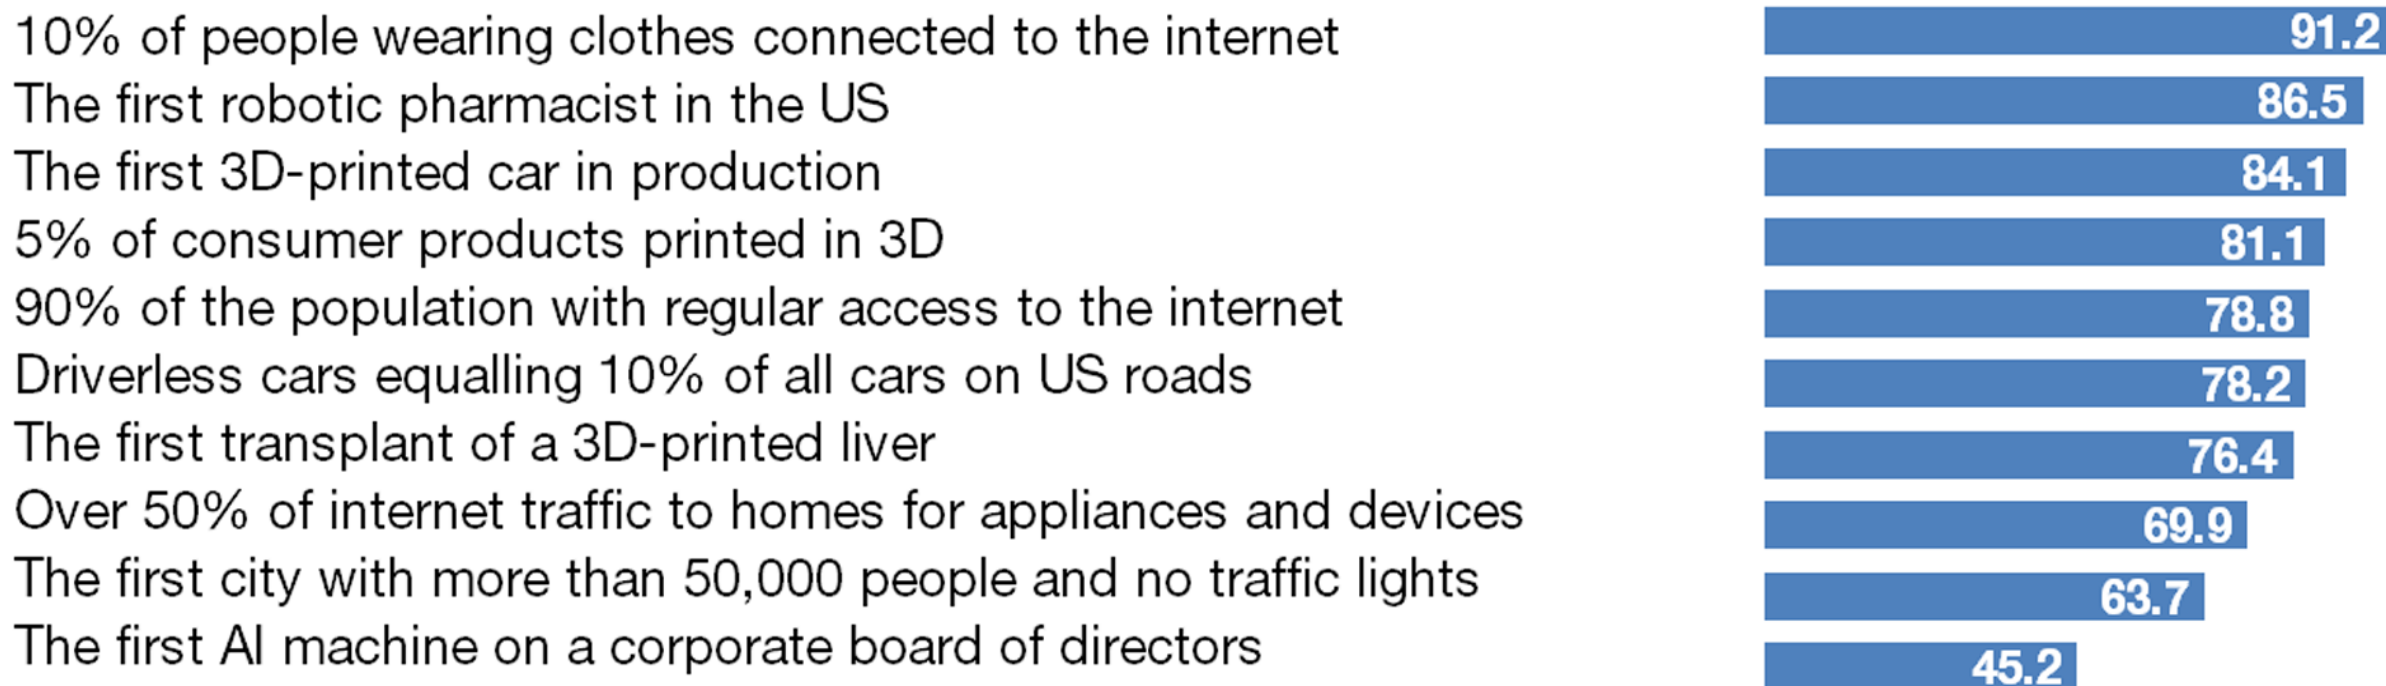 10% of people wearing clothes connected to the internet 91.2
The first robotic pharmacist in the US 86.5
The first 3D-printed car in production 84.1
5% of consumer products printed in 3D 81.1
90% of the population with regular access to the internet 78.8
Driverless cars equalling 10% of all cars on US roads 78.2
The first transplant of a 3D-printed liver 76.4
Over 50% of internet traffic to homes for appliances and devices 69.9
The first city with more than 50,000 people and no traffic lights 63.7
The first AI machine on a corporate board of directors 45.2